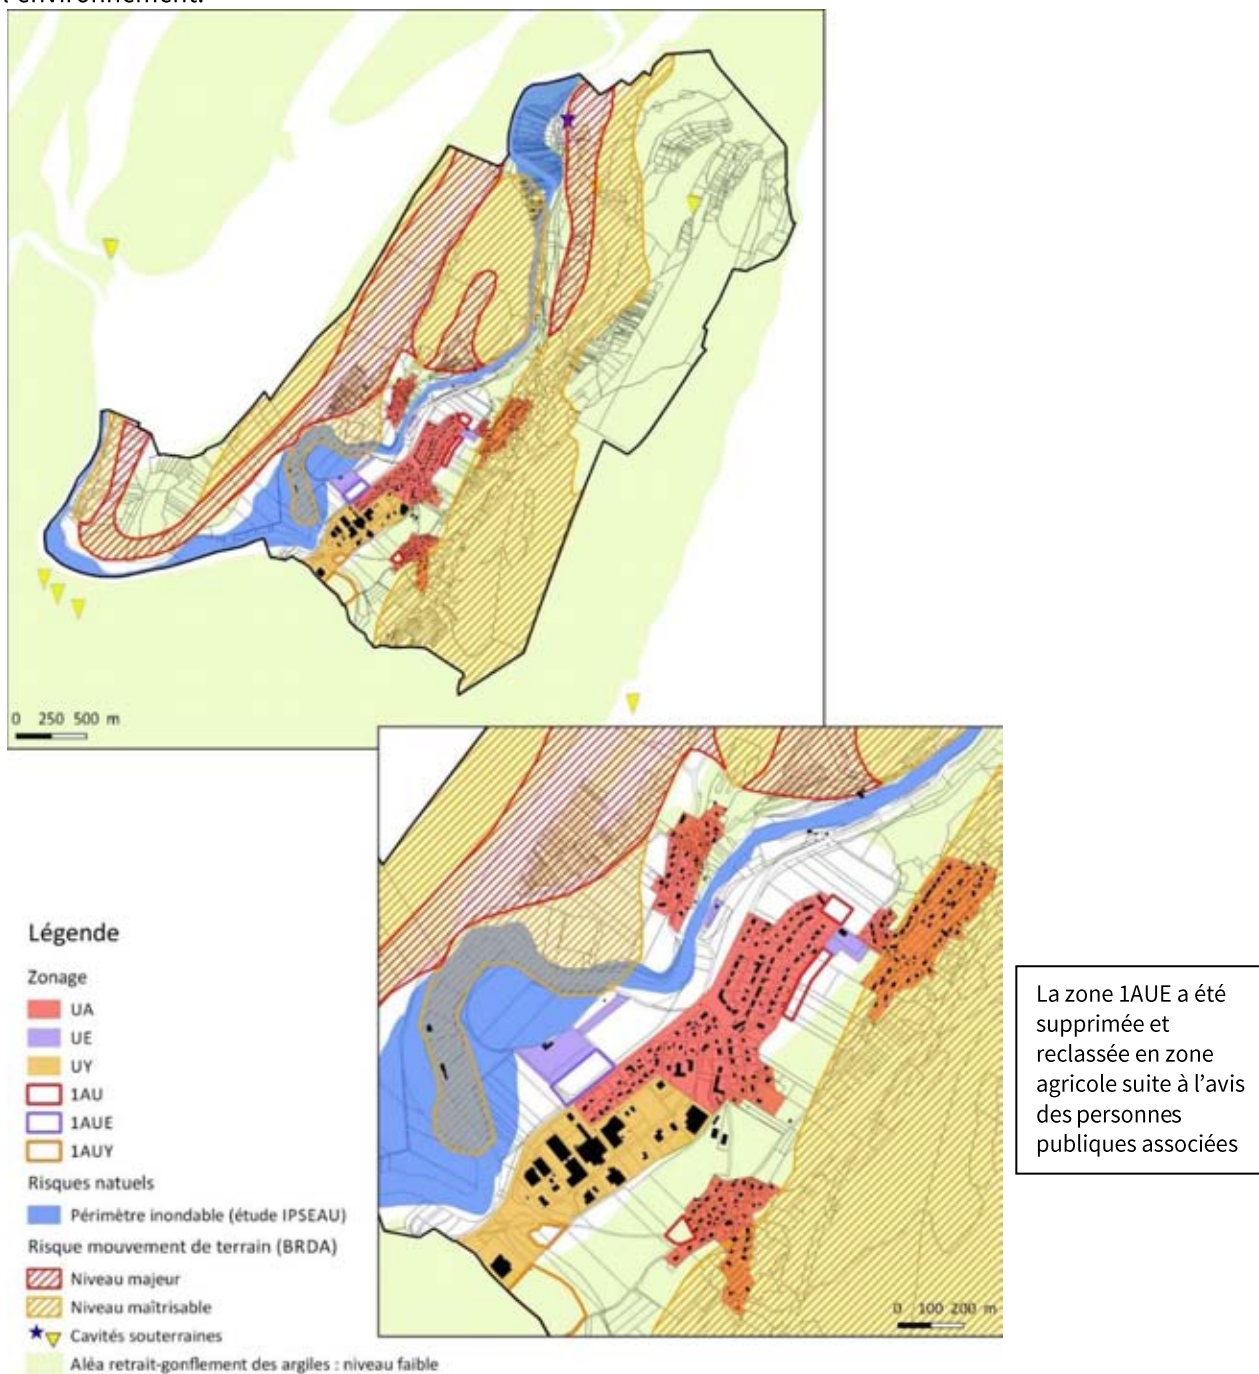 environnement.
0 250 500 m
Légende
Zonage
UA
UE
UY
1AU
1AUE
1AUY
Risques natuels
Périmètre inondable (étude IPSEAU)
Risque mouvement de terrain (BRDA)
Niveau majeur
Niveau maîtrisable
Cavités souterraines
Aléa retrait-gonflement des argiles : niveau faible
0 100 200 m
La zone 1AUE a été
supprimée et
reclassée en zone
agricole suite à l'avis
des personnes
publiques associées